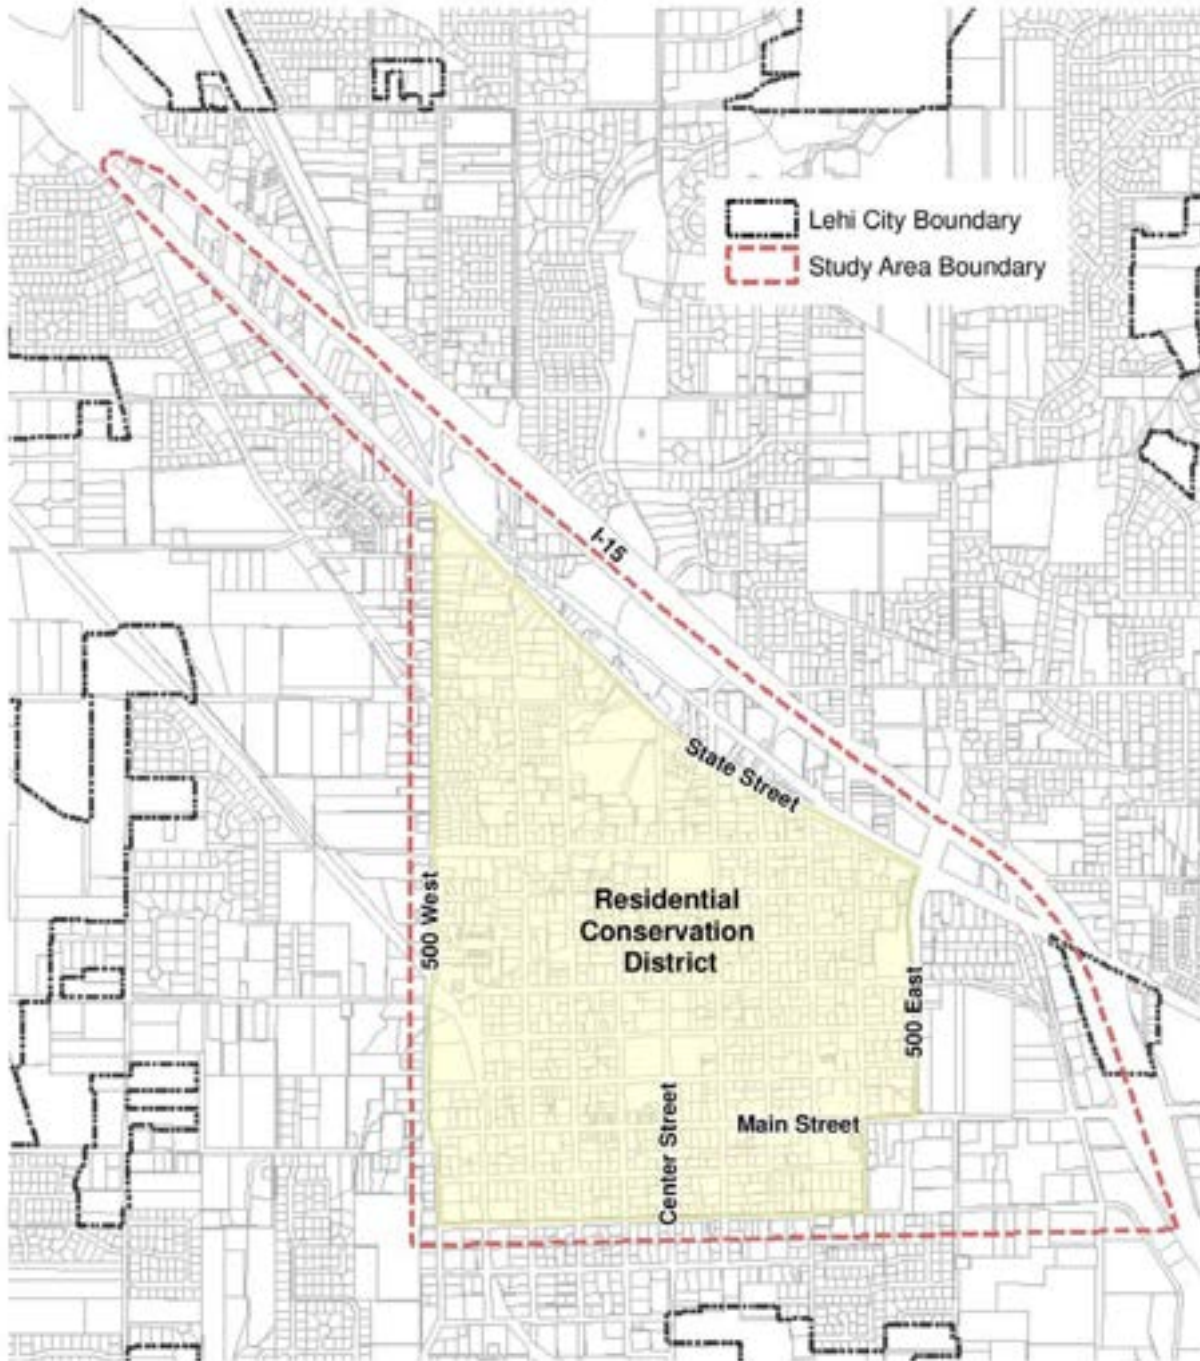 Lehi City Boundary
Study Area Boundary
I-15
State Street
500 West
Residential
Conservation
District
500 East
Center Street
Main Street